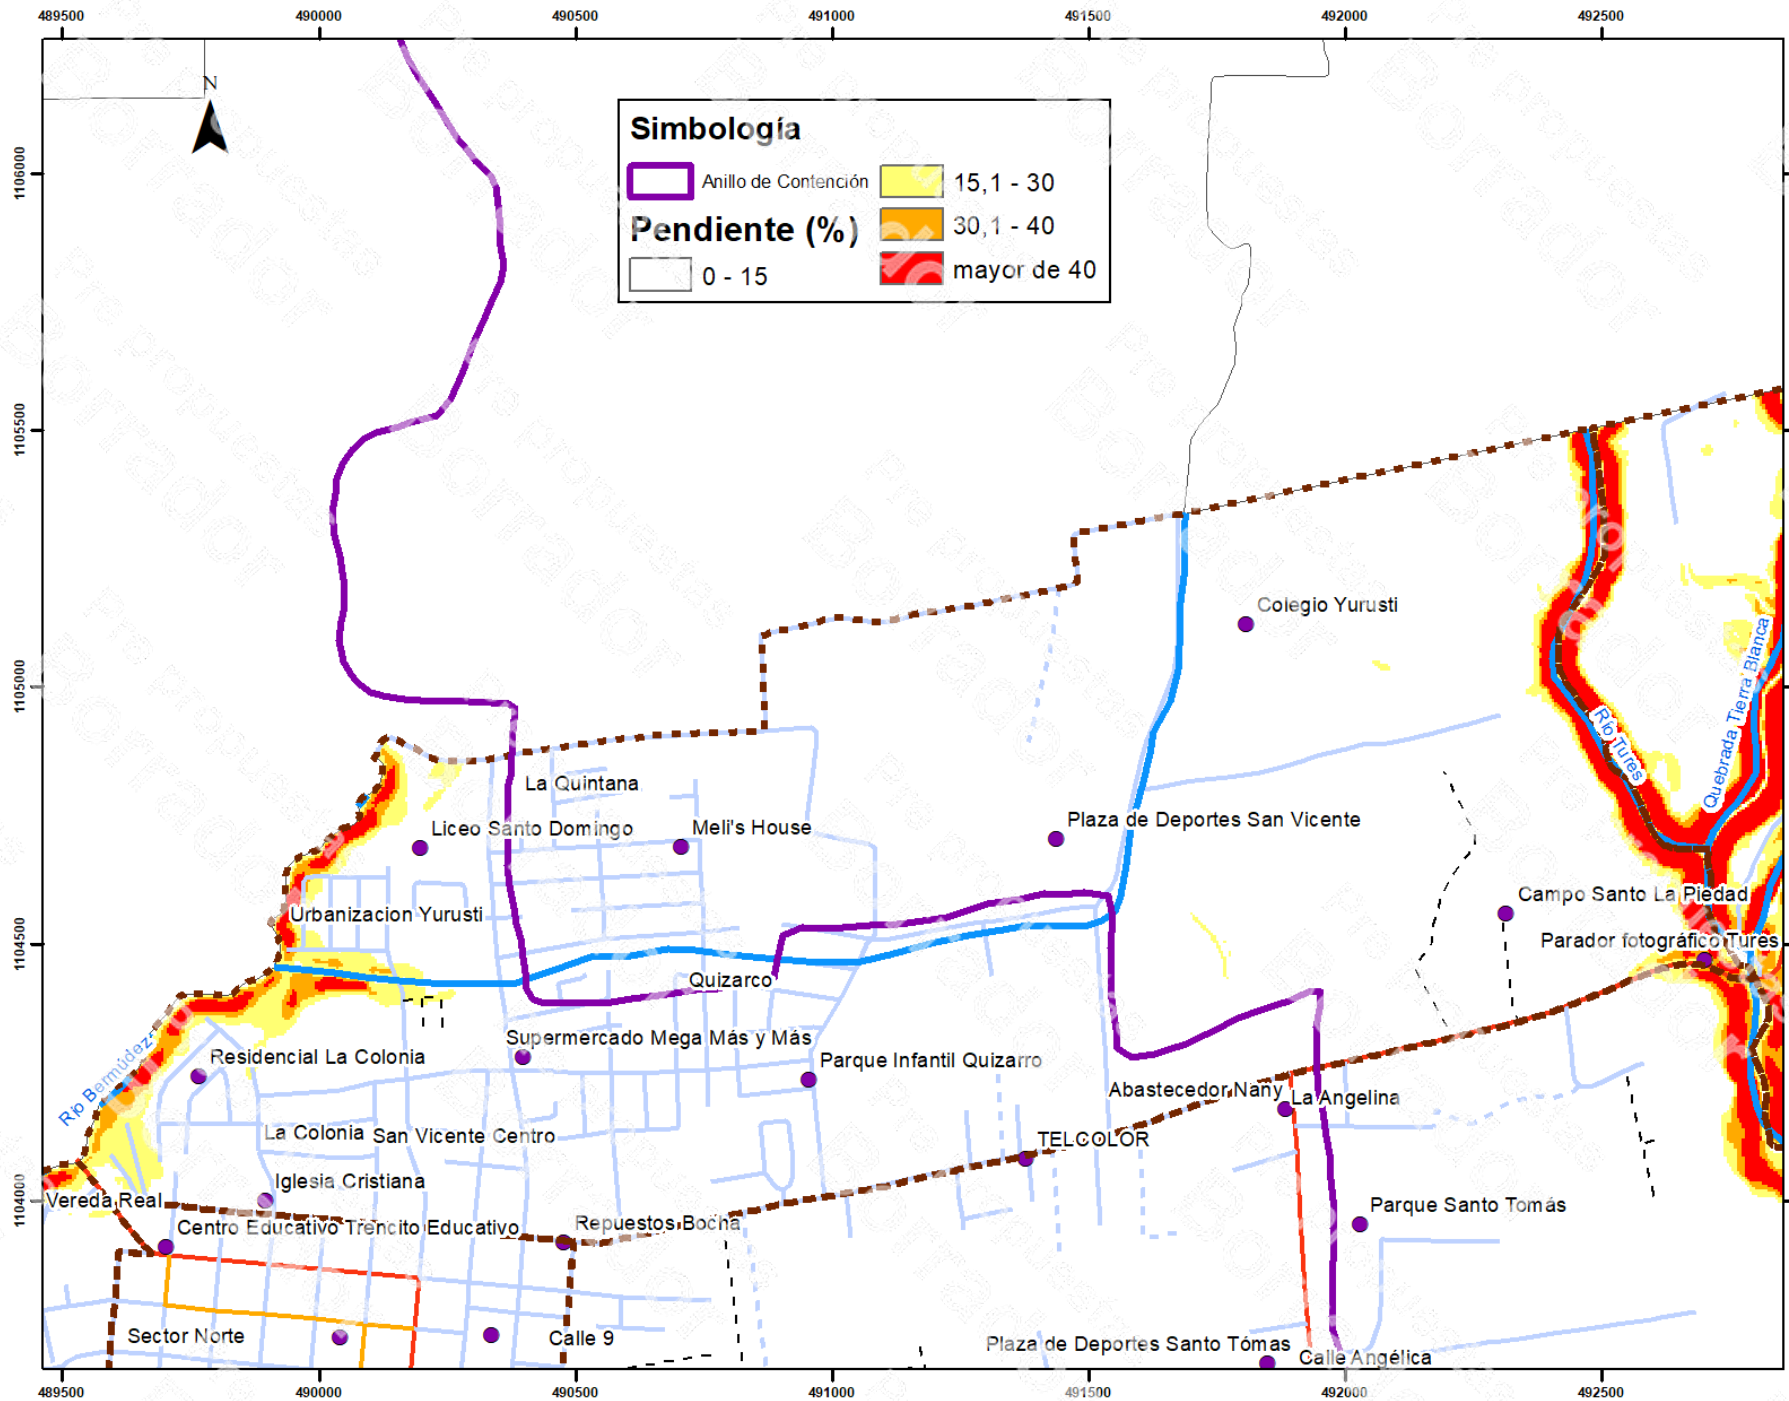 489500 490000 490500 491000 491500 492000 492500
N
Simbología
Anillo de Contención
15,1 - 30
Pendiente (%)
30,1 - 40
0 - 15
mayor de 40
1106000
1105500
1105000
1104500
1104000
Colegio Yurusti
Río Tures
Quebrada Tierra Blanca
La Quintana
Liceo Santo Domingo
Meli's House
Plaza de Deportes San Vicente
Urbanizacion Yurusti
Campo Santo La Piedad
Parador fotográfico Tures
Quizarco
Supermercado Mega Más y Más
Residencial La Colonia
Parque Infantil Quizarro
Río Bermúdez
Abastecedor Nany
La Angelina
La Colonia
San Vicente Centro
TELCOLOR
Iglesia Cristiana
Vereda Real
Parque Santo Tomás
Centro Educativo Trencito Educativo
Repuestos Bocha
Sector Norte
Calle 9
Plaza de Deportes Santo Tómas
Calle Angélica
489500 490000 490500 491000 491500 492000 492500
Pre propuestas
Borrador